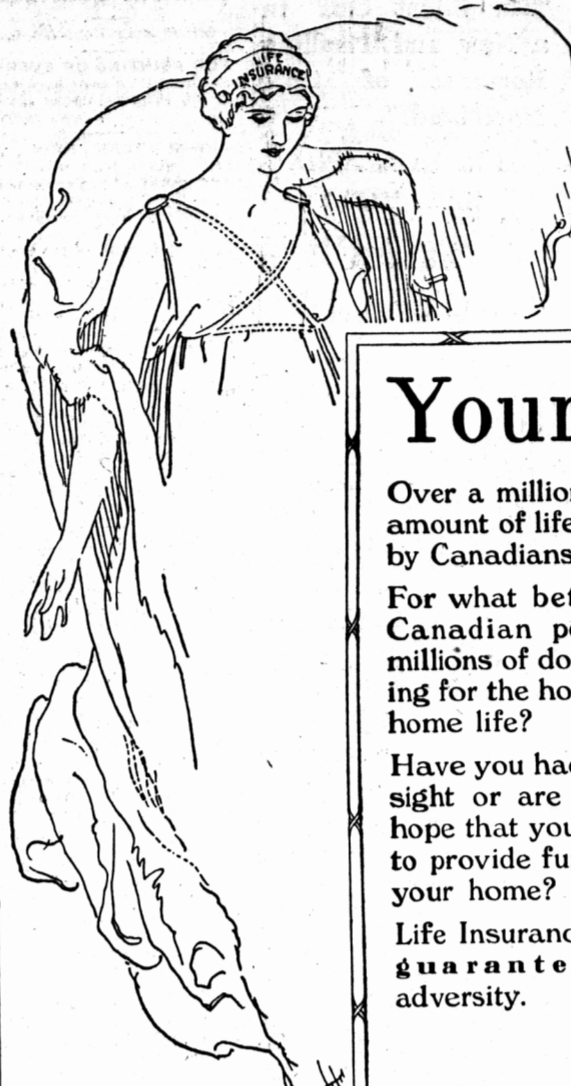 LIFE
INSURANCE
Your
Over a million
amount of life
by Canadians
For what bet
Canadian pe
millions of do
ing for the ho
home life?
Have you had
sight or are
hope that you
to provide fu
your home?
Life Insuranc
guarante
adversity.